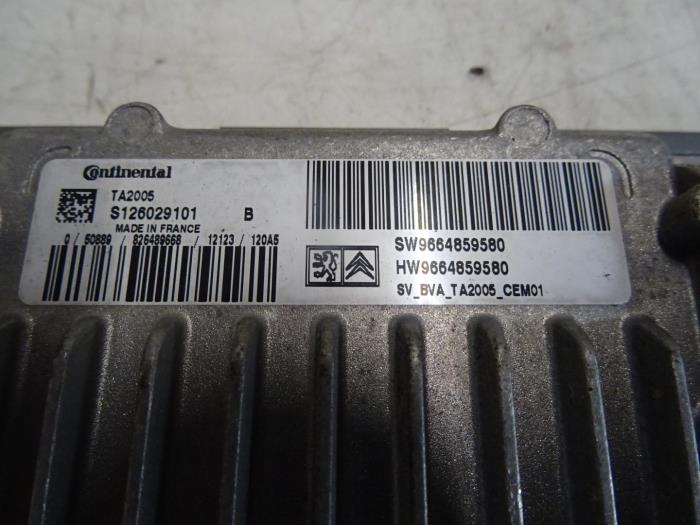 Continental
TA2005
S126029101 B
MADE IN FRANCE
0 / 50889 / 826489668 / 12123 / 120A5
SW9664859580
HW9664859580
SV_BVA_TA2005_CEM01